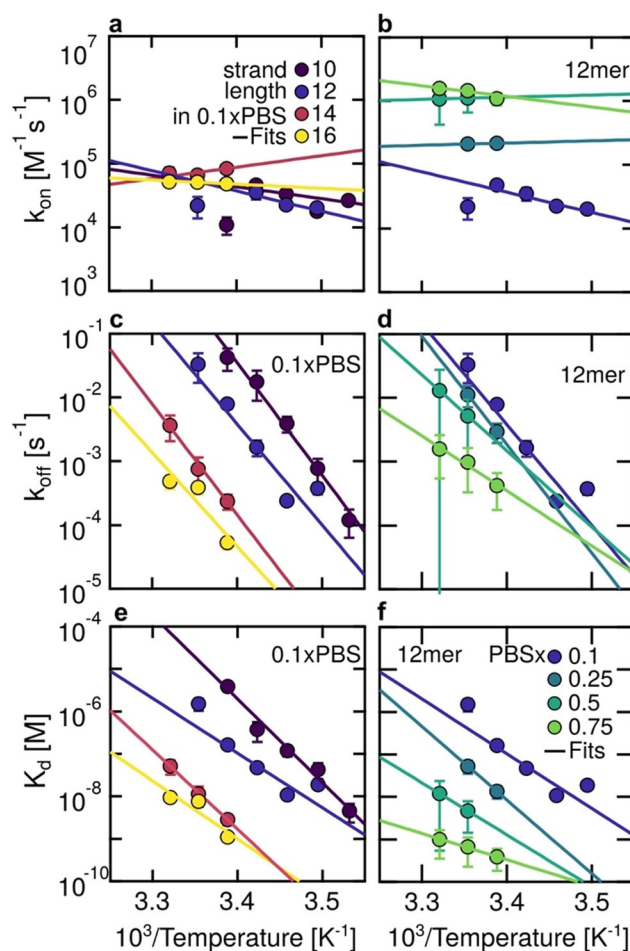 a
b
strand 10
length 12
in 0.1xPBS 14
Fits 16
12mer
kon [M⁻¹ s⁻¹]
10⁷
10⁶
10⁵
10⁴
10³
c
d
0.1xPBS
12mer
koff [s⁻¹]
10⁻¹
10⁻²
10⁻³
10⁻⁴
10⁻⁵
e
f
0.1xPBS
12mer PBSx 0.1
0.25
0.5
0.75
Fits
Kd [M]
10⁻⁴
10⁻⁶
10⁻⁸
10⁻¹⁰
3.3 3.4 3.5 3.3 3.4 3.5
10³/Temperature [K⁻¹] 10³/Temperature [K⁻¹]